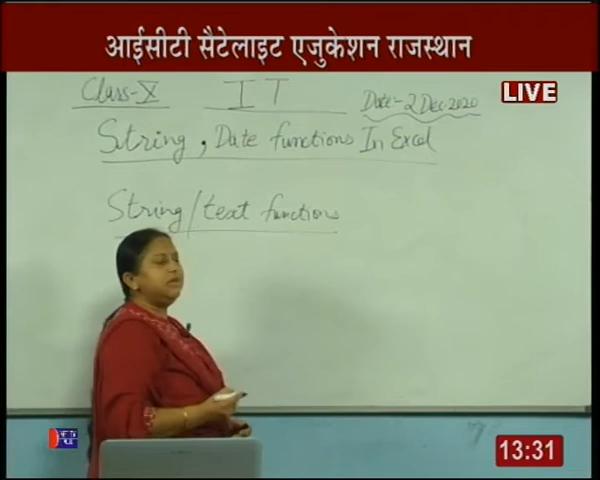 आईसीटी सैटेलाइट एजुकेशन राजस्थान
LIVE
Class-X IT Date-2 Dec 2020
String, Date functions In Excel
String/text functions
13:31